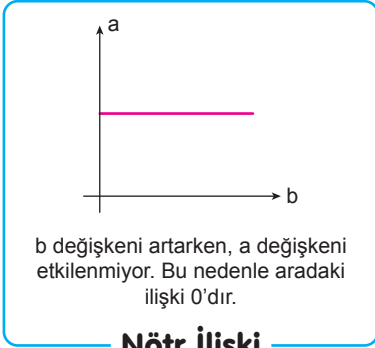 a
b
b değişkeni artarken, a değişkeni
etkilenmiyor. Bu nedenle aradaki
ilişki 0'dır.
Nötr İlişki